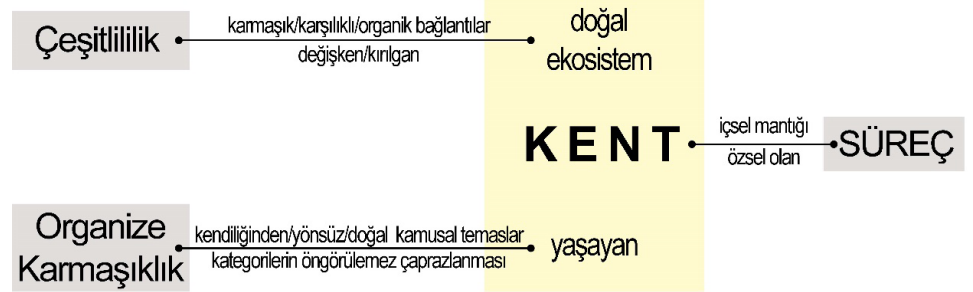 Çeşitlililik
karmaşık/karşılıklı/organik bağlantılar
değişken/kırılgan
doğal
ekosistem
KENT
içsel mantığı
özsel olan
SÜREÇ
Organize
Karmaşıklık
kendiliğinden/yönsüz/doğal kamusal temaslar
kategorilerin öngörülemez çaprazlanması
yaşayan